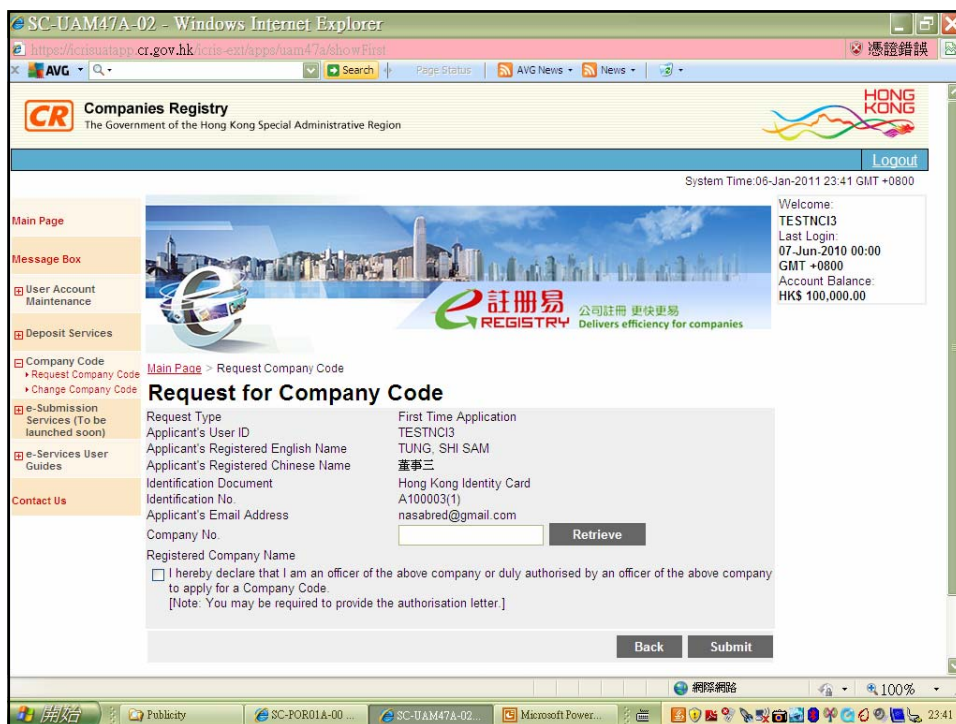 SC-UAM47A-02 - Windows Internet Explorer
https://icrisuatapp.cr.gov.hk/icris-ext/apps/uam47a/showFirst
憑證錯誤
AVG Search Page Status AVG News News
CR Companies Registry
The Government of the Hong Kong Special Administrative Region
HONG
KONG
Logout
System Time:06-Jan-2011 23:41 GMT +0800
Welcome:
TESTNCI3
Last Login:
07-Jun-2010 00:00
GMT +0800
Account Balance:
HK$ 100,000.00
Main Page
Message Box
User Account
Maintenance
Deposit Services
Company Code
Request Company Code
Change Company Code
e-Submission
Services (To be
launched soon)
e-Services User
Guides
Contact Us
e
註冊易 公司註冊 更快更易
e REGISTRY Delivers efficiency for companies
Main Page > Request Company Code
Request for Company Code
Request Type First Time Application
Applicant's User ID TESTNCI3
Applicant's Registered English Name TUNG, SHI SAM
Applicant's Registered Chinese Name 董事三
Identification Document Hong Kong Identity Card
Identification No. A100003(1)
Applicant's Email Address nasabred@gmail.com
Company No. Retrieve
Registered Company Name
I hereby declare that I am an officer of the above company or duly authorised by an officer of the above company
to apply for a Company Code.
[Note: You may be required to provide the authorisation letter.]
Back Submit
網際網路 100%
開始 Publicity SC-POR01A-00 ... SC-UAM47A-02... Microsoft Power... 23:41